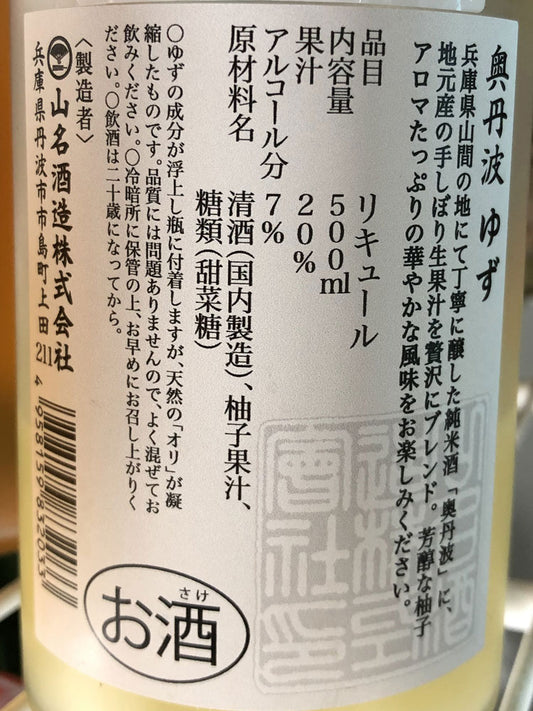 奥丹波 ゆず
兵庫県山間の地にて丁寧に醸した純米酒「奥丹波」に、
地元産の手しぼり生果汁を贅沢にブレンド。芳醇な柚子
アロマたっぷりの華やかな風味をお楽しみください。
品目 リキュール
内容量 500ml
果汁 20%
アルコール分 7%
原材料名 清酒(国内製造)、柚子果汁、
糖類(甜菜糖)
○ゆずの成分が浮上し瓶に付着しますが、天然の「オリ」が凝
縮したものです。品質には問題ありませんので、よく混ぜてお
飲みください。○冷暗所に保管の上、お早めにお召し上がりく
ださい。○飲酒は二十歳になってから。
〈製造者〉
山名酒造株式会社
兵庫県丹波市市島町上田211
4 958159 832033
さけ
お酒